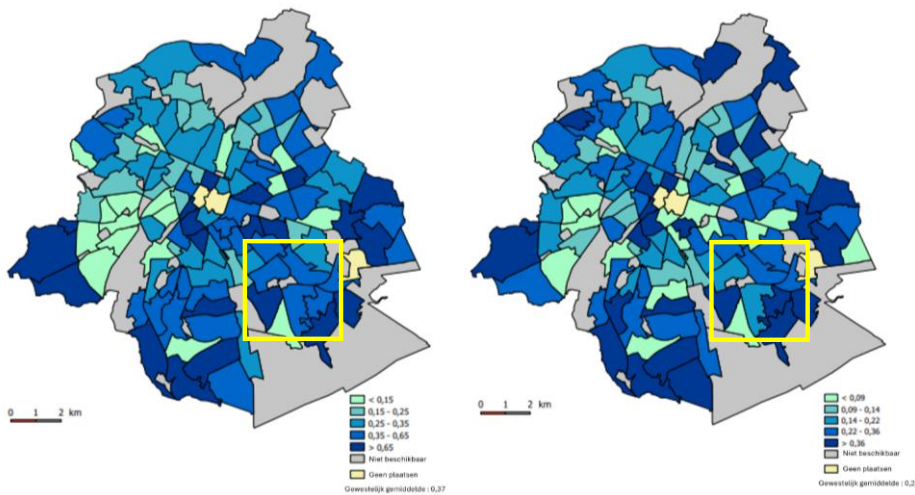 0 1 2 km
< 0,15
0,15 - 0,25
0,25 - 0,35
0,35 - 0,65
> 0,65
Niet beschikbaar
Geen plaatsen
Gewestelijk gemiddelde : 0,37
0 1 2 km
< 0,09
0,09 - 0,14
0,14 - 0,22
0,22 - 0,36
> 0,36
Niet beschikbaar
Geen plaatsen
Gewestelijk gemiddelde : 0,2